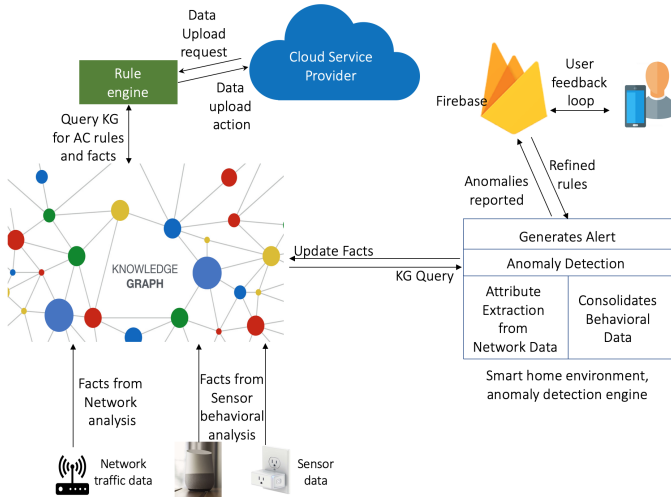 Data
Upload
request
Cloud Service
Provider
Rule
engine
Data
upload
action
Query KG
for AC rules
and facts
Firebase
User
feedback
loop
Anomalies
reported
Refined
rules
KNOWLEDGE
GRAPH
Update Facts
KG Query
Generates Alert
Anomaly Detection
Attribute
Extraction
from
Network Data
Consolidates
Behavioral
Data
Smart home environment,
anomaly detection engine
Facts from
Network
analysis
Facts from
Sensor
behavioral
analysis
Network
traffic data
Sensor
data